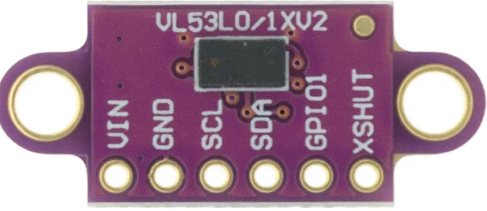 VL53L0/1XV2
VIN
GND
SCL
SDA
GPIO1
XSHUT